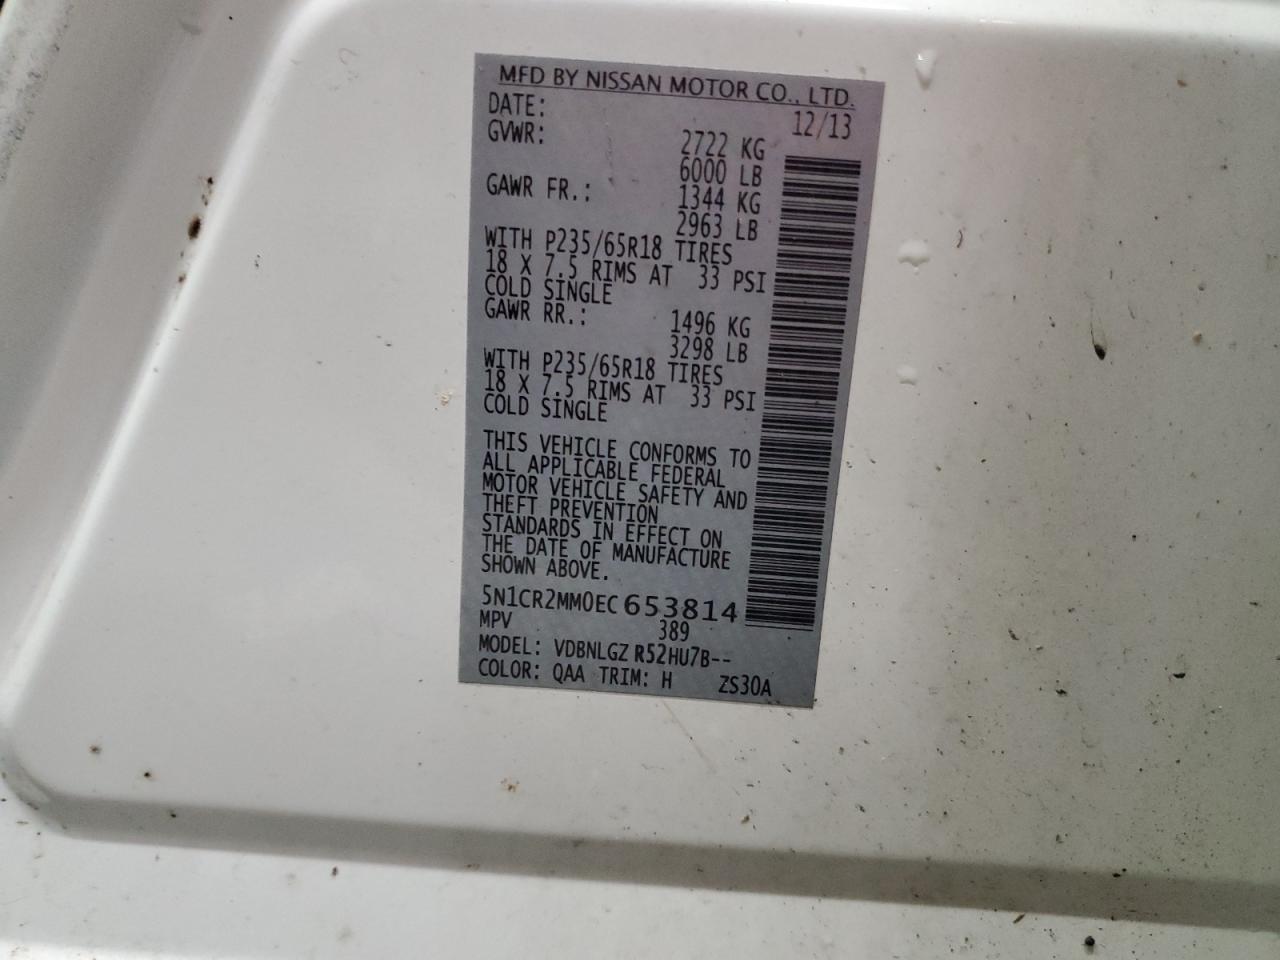 MFD BY NISSAN MOTOR CO., LTD.
DATE: 12/13
GVWR: 2722 KG
6000 LB
GAWR FR.: 1344 KG
2963 LB
WITH P235/65R18 TIRES
18 X 7.5 RIMS AT 33 PSI
COLD SINGLE
GAWR RR.: 1496 KG
3298 LB
WITH P235/65R18 TIRES
18 X 7.5 RIMS AT 33 PSI
COLD SINGLE
THIS VEHICLE CONFORMS TO
ALL APPLICABLE FEDERAL
MOTOR VEHICLE SAFETY AND
THEFT PREVENTION
STANDARDS IN EFFECT ON
THE DATE OF MANUFACTURE
SHOWN ABOVE.
5N1CR2MM0EC653814
MPV 389
MODEL: VDBNLGZ R52HU7B--
COLOR: QAA TRIM: H ZS30A